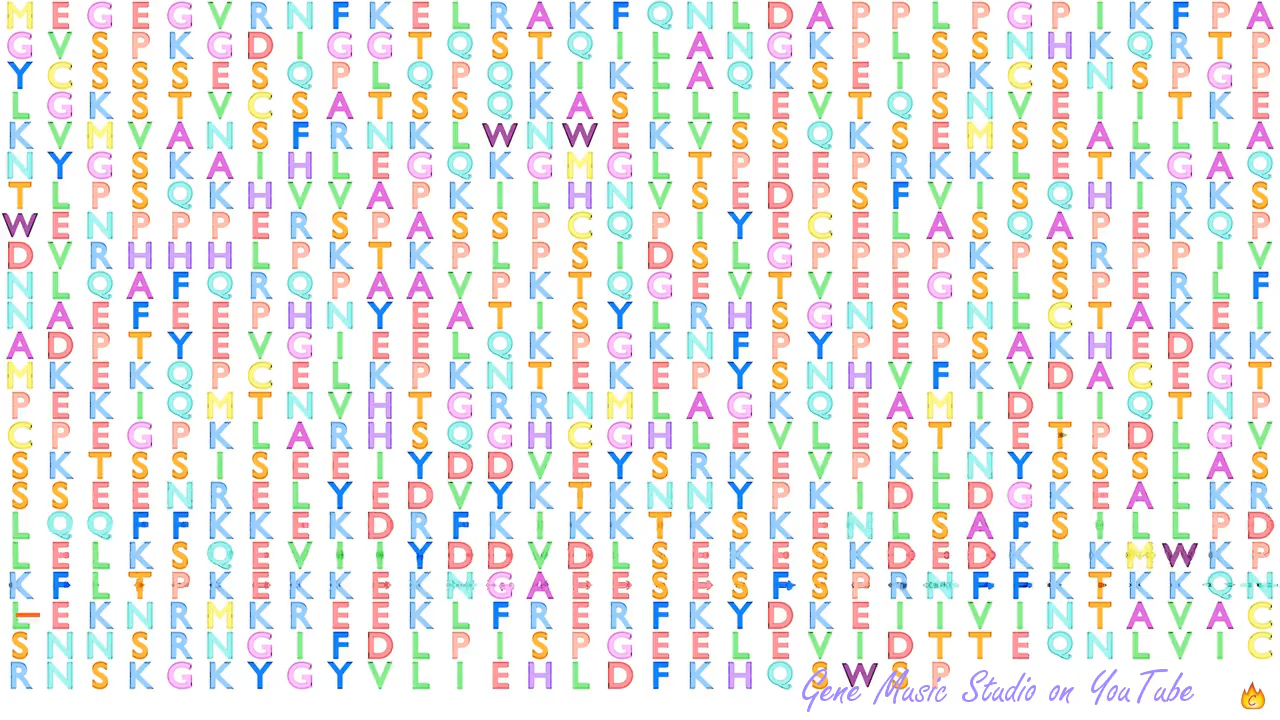 M E G E G V R N F K E L R A K F Q N L D A P P L P G P I K F P A
G V S P K G D I G G T Q S T Q I L A N G K P L S S N H K Q R T P
Y C S S S E S Q P L Q P Q K I K L A Q K S E I P K C S N S P G P
L G K S T V C S A T S S Q K A S L L L E V T Q S N V E I I T K E
K V M V A N S F R N K L W N W E K V S S Q K S E M S S A L L L A
N Y G S K A I H L E G Q K G M G L T P E E P R K K L E T K G A Q
T L P S Q K H V V A P K I L H N V S E D P S F V I S Q H I R K S
W E N P P P E R S P A S S P C Q P I Y E C E L A S Q A P E K Q P
D V R H H H L P K T K P L P S I D S L G P P P P K P S R P P I V
N L Q A F Q R Q P A A V P K T Q G E V T V E E G S L S P E R L F
N A E F E E P H N Y E A T I S Y L R H S G N S I N L C T A K E I
A D P T Y E V G I E E L Q K P G K N F P Y P E P S A K H E D K K
M K E K Q P C E L K P K N T E K E P Y S N H V F K V D A C E G T
P E K I Q M T N V H T G R R N M L A G K Q E A M I D I I Q T N P
C P E G P K L A R H S Q G H C G H L E V L E S T K E T P D L G V
S K T S S I S E E I Y D D V E Y S R K E V P K L N Y S S S L A S
S S E E N R E L Y E D V Y K T K N N Y P K I D L D G K E A L K R
L Q Q F F K K E K D R F K I K K T K S K E N L S A F S I L L P D
L E L K S Q E V I I Y D D V D L S E K E S K D E D K L K M W K P
K F L T P K E K K E K N G A E E S E S F S P R N F F K T K K Q N
L E K N R M K R E E K L F R E R F K Y D K E I I V I N T A V A C
S N N S R N G I F D L P I S P G E E L E V I D T T E Q N L V I C
R N S K G K Y G Y V L I E H L D F K H Q S W S P
Gene Music Studio on YouTube